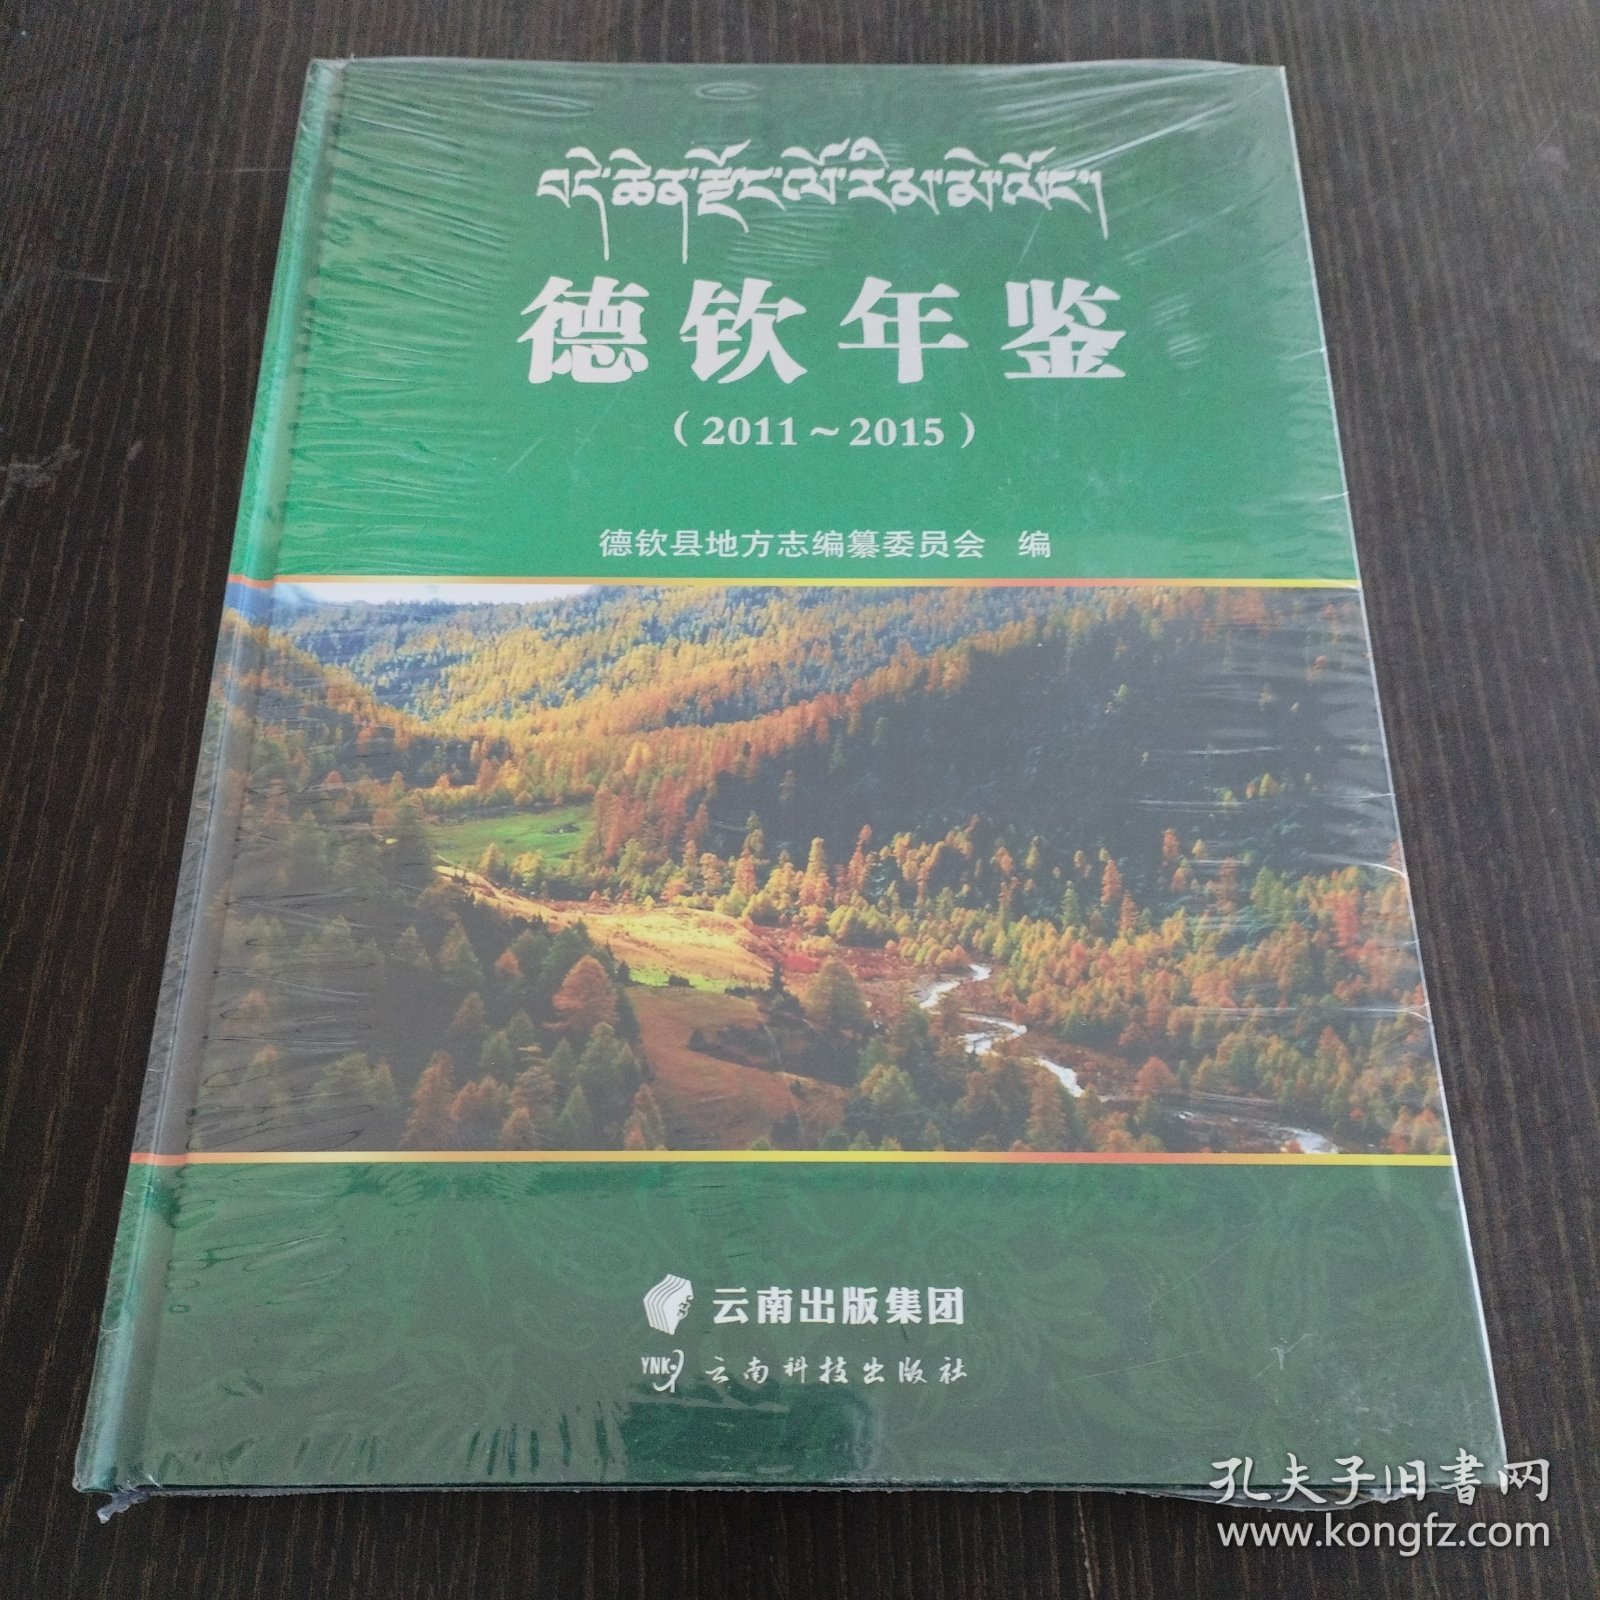 བདེ་ཆེན་རྫོང་ལོ་རིམ་མེ་ལོང་།
德钦年鉴
（2011～2015）
德钦县地方志编纂委员会 编
云南出版集团
YNK 云南科技出版社
孔夫子旧书网
www.kongfz.com